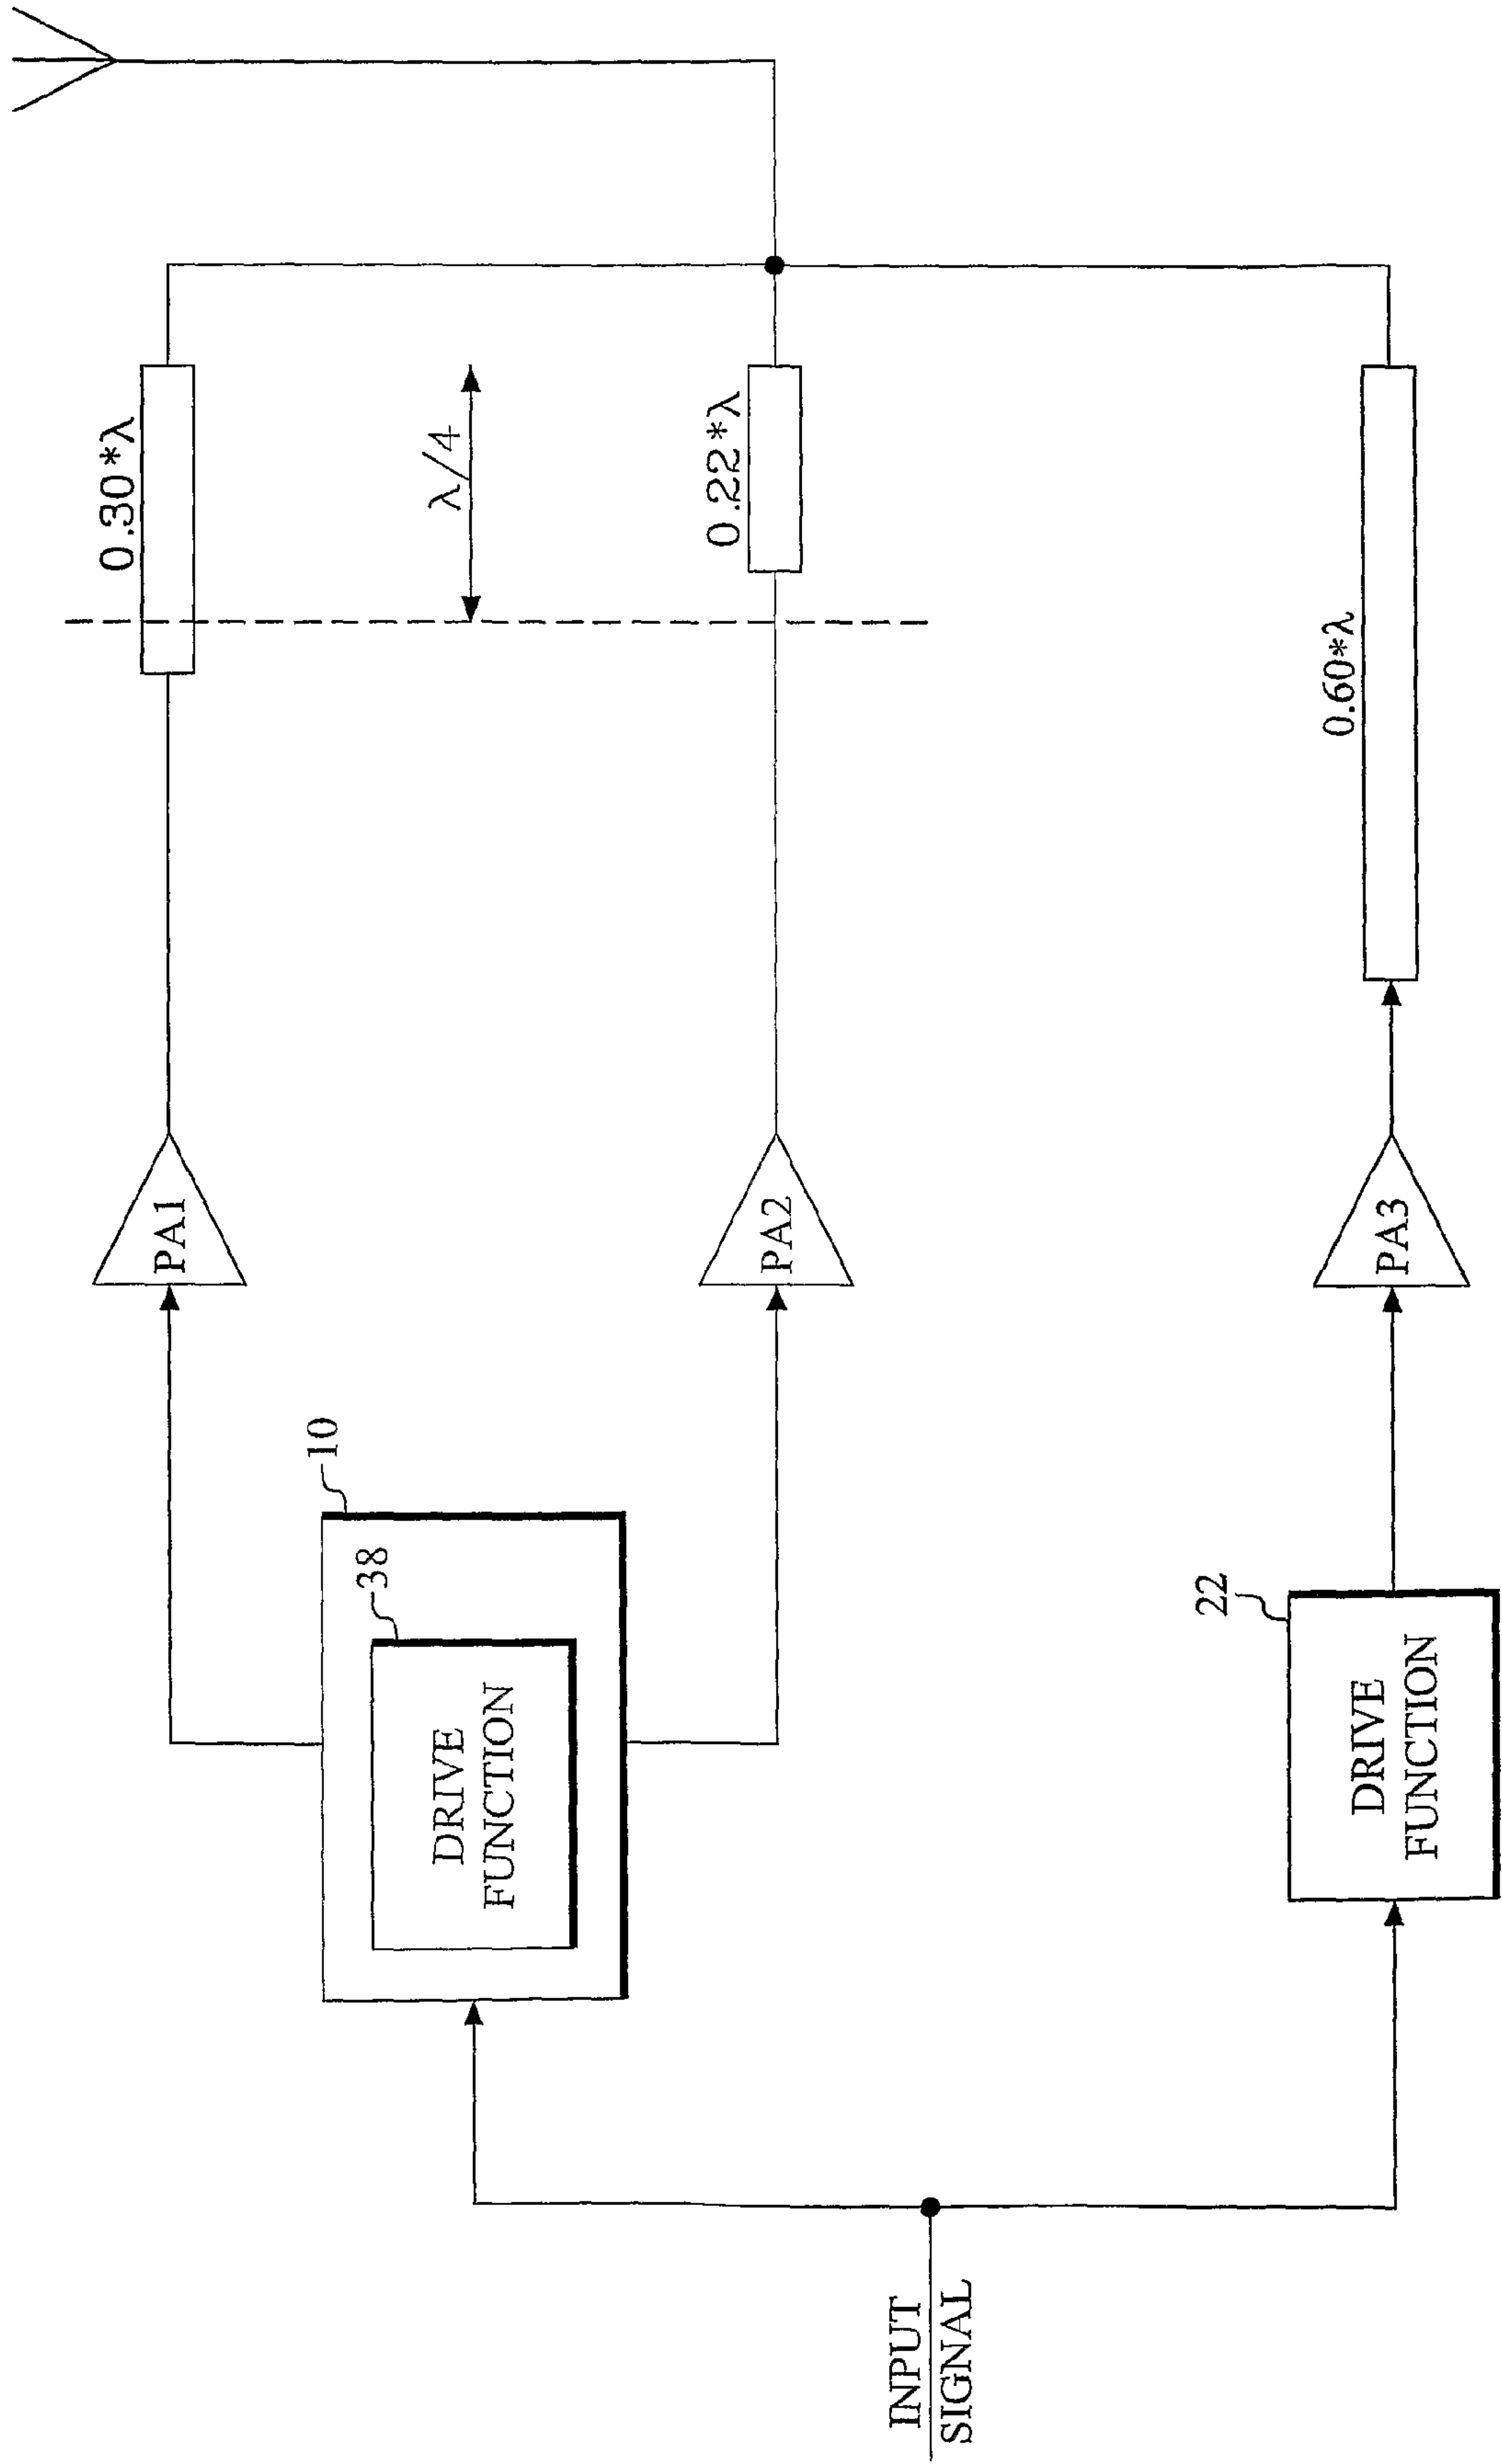 INPUT
SIGNAL
10
38
DRIVE
FUNCTION
22
DRIVE
FUNCTION
PA1
PA2
PA3
0.30*λ
λ/4
0.22*λ
0.60*λ